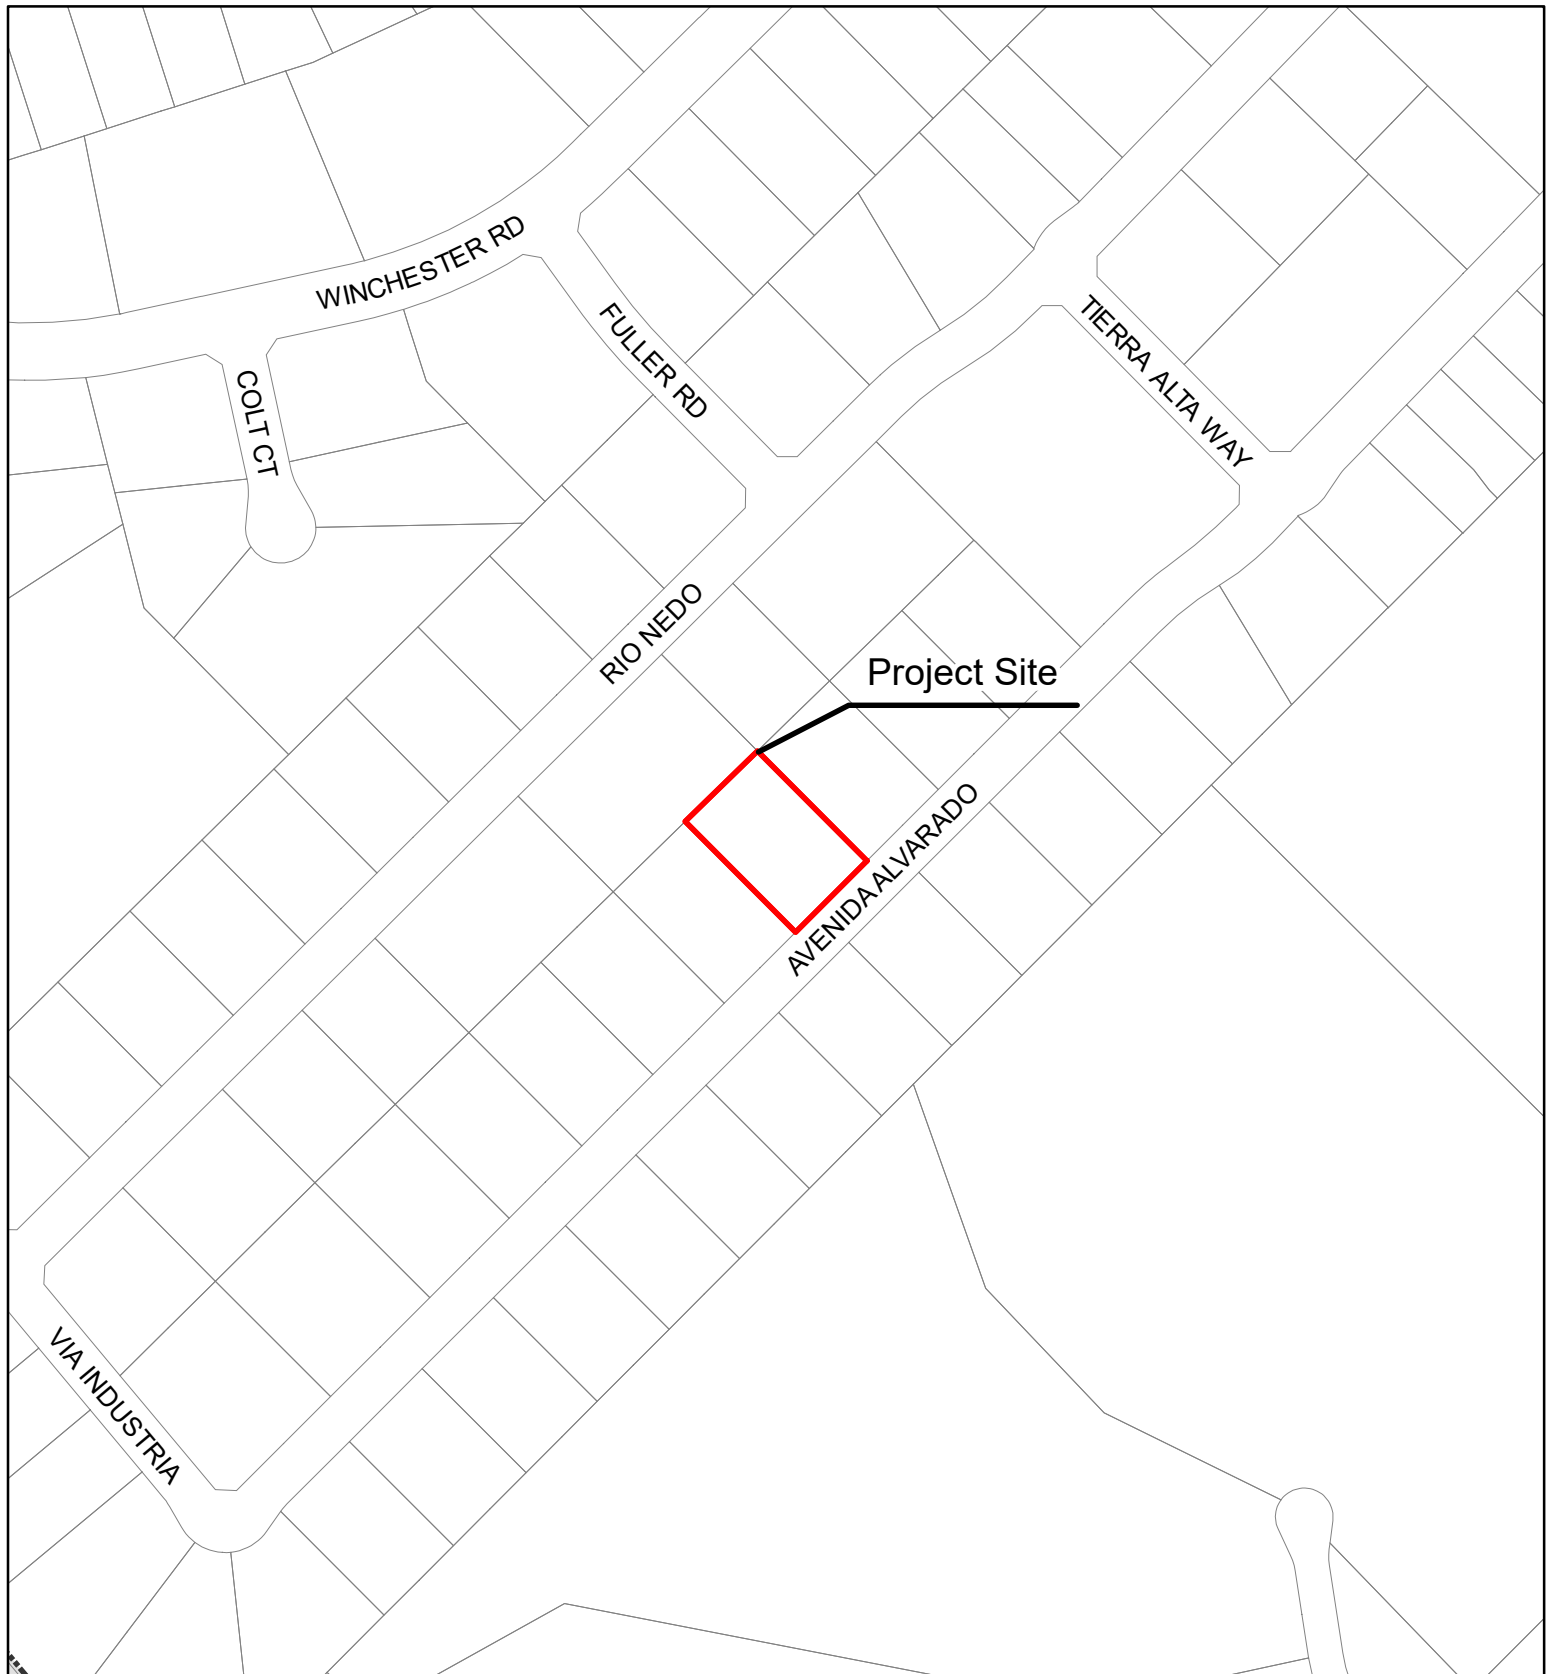 WINCHESTER RD
FULLER RD
TIERRA ALTA WAY
COLT CT
RIO NEDO
Project Site
AVENIDA ALVARADO
VIA INDUSTRIA